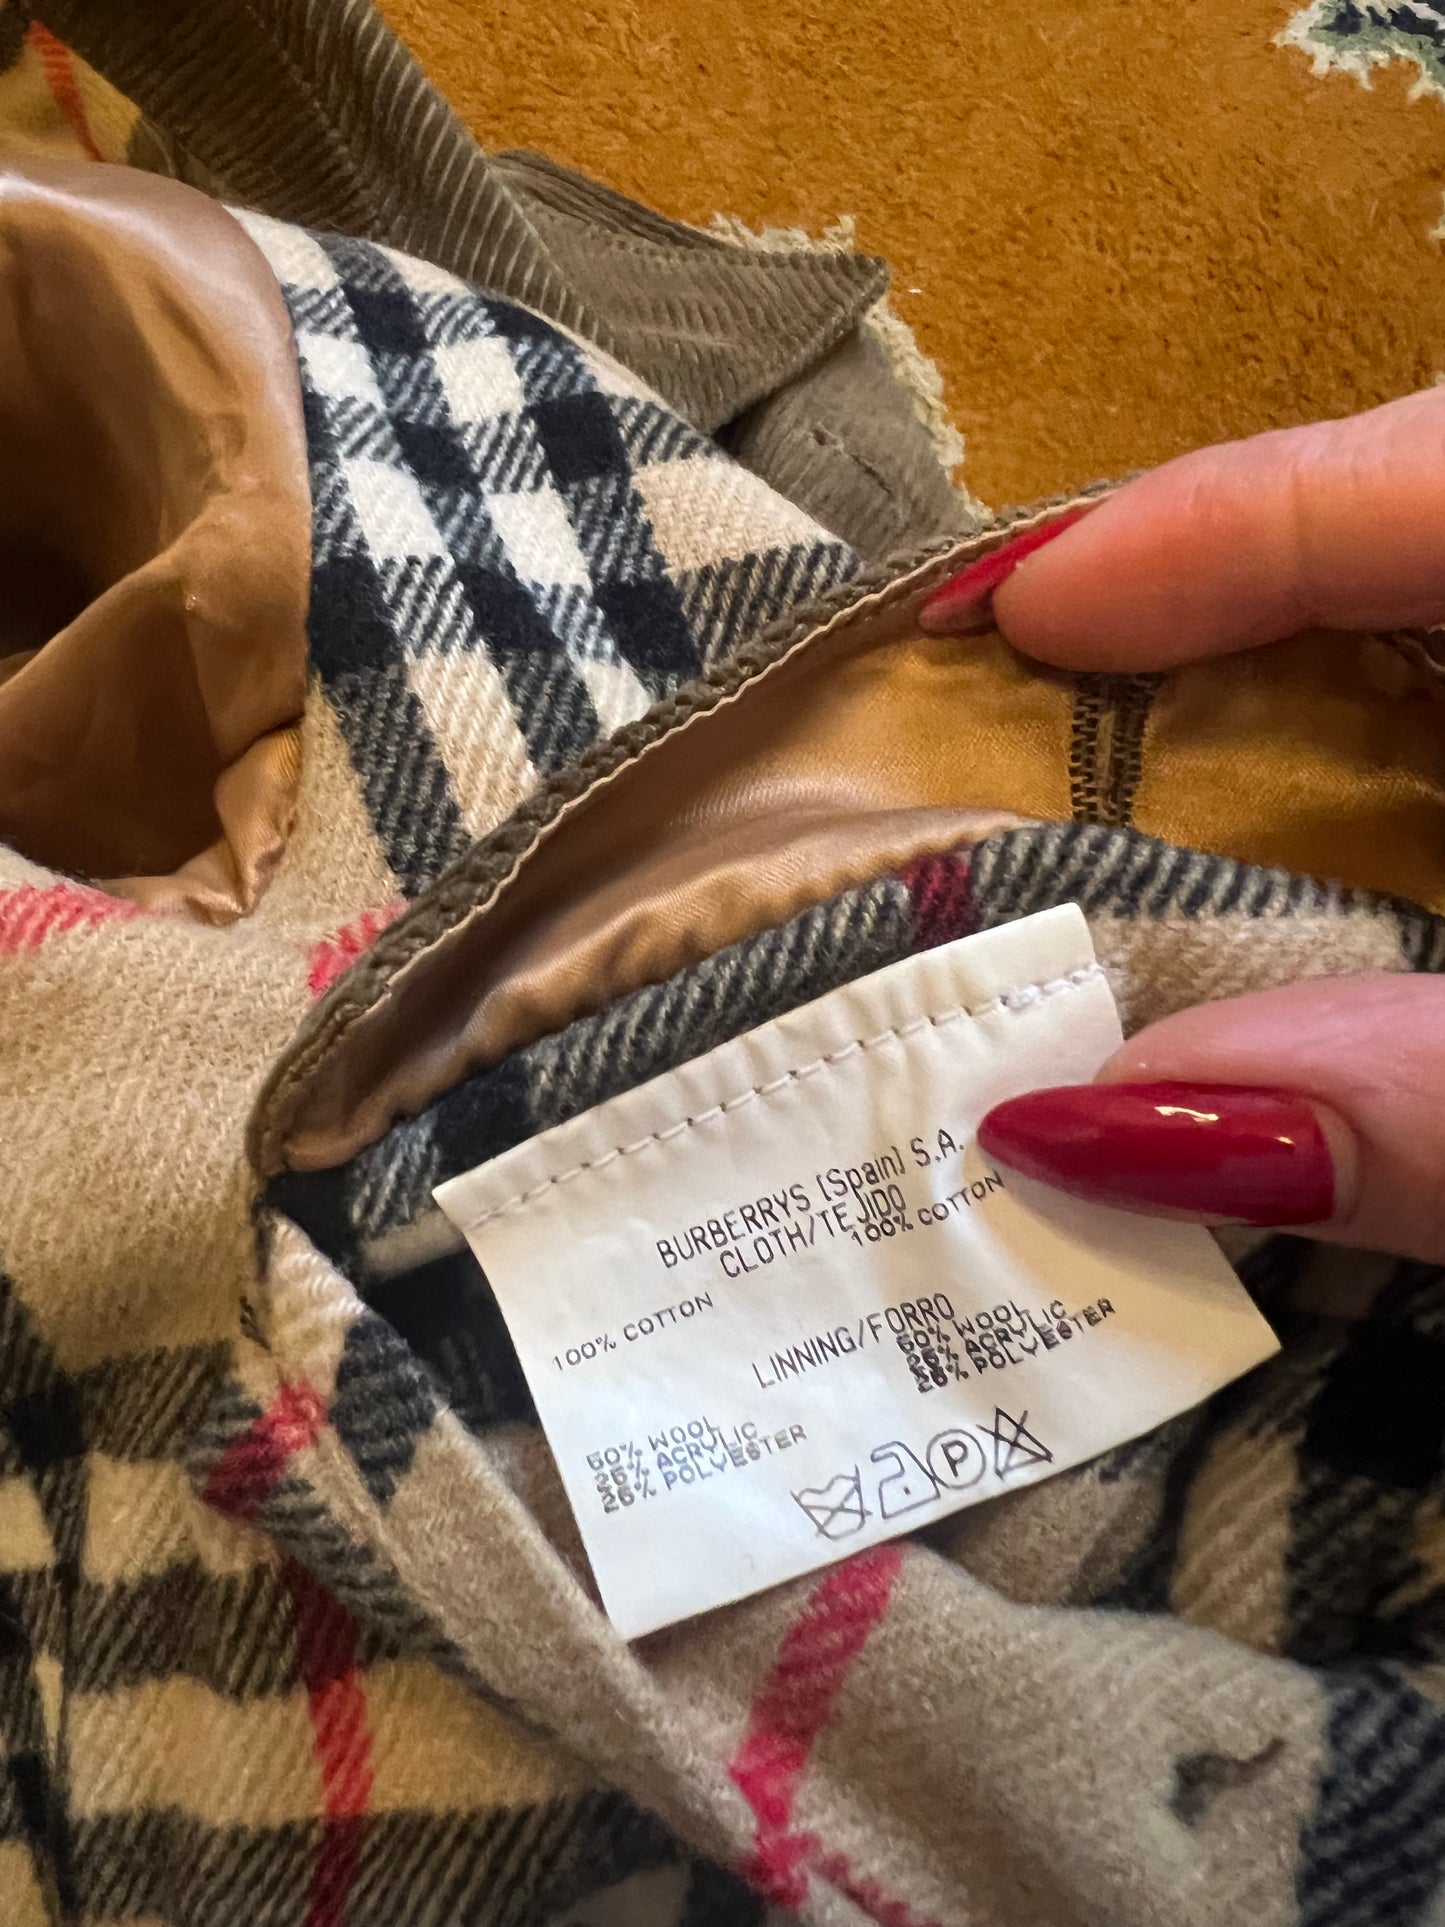 BURBERRYS (Spain) S.A.
CLOTH/TEJIDO
100% COTTON
100% COTTON
LINNING/FORRO
50% WOOL
25% ACRYLIC
25% POLYESTER
50% WOOL
25% ACRYLIC
25% POLYESTER
P